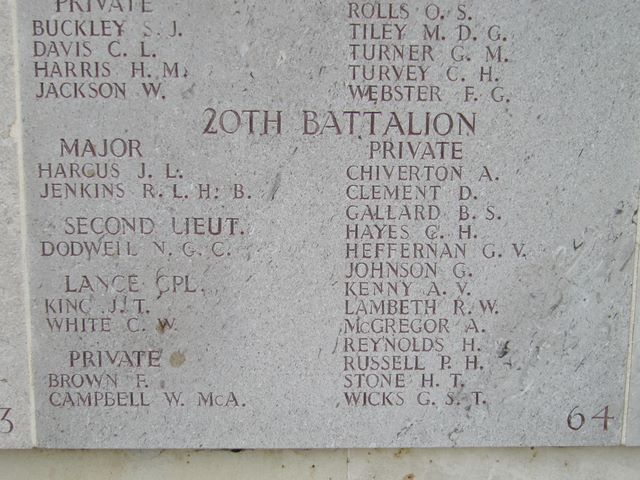 PRIVATE
BUCKLEY S. J.
DAVIS C. L.
HARRIS H. M.
JACKSON W.
ROLLS O. S.
TILEY M. D. G.
TURNER G. M.
TURVEY C. H.
WEBSTER F. G.
20TH BATTALION
MAJOR
HARCUS J. L.
JENKINS R. L. H. B.
SECOND LIEUT.
DODWELL N. G. C.
LANCE CPL.
KING J. T.
WHITE C. W.
PRIVATE
BROWN F.
CAMPBELL W. McA.
PRIVATE
CHIVERTON A.
CLEMENT D.
GALLARD B. S.
HAYES C. H.
HEFFERNAN G. V.
JOHNSON G.
KENNY A. V.
LAMBETH R. W.
McGREGOR A.
REYNOLDS H.
RUSSELL P. H.
STONE H. T.
WICKS G. S. T.
3
64